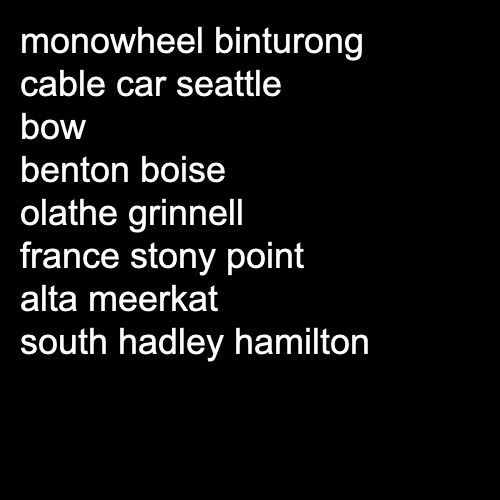 monowheel binturong
cable car seattle
bow
benton boise
olathe grinnell
france stony point
alta meerkat
south hadley hamilton